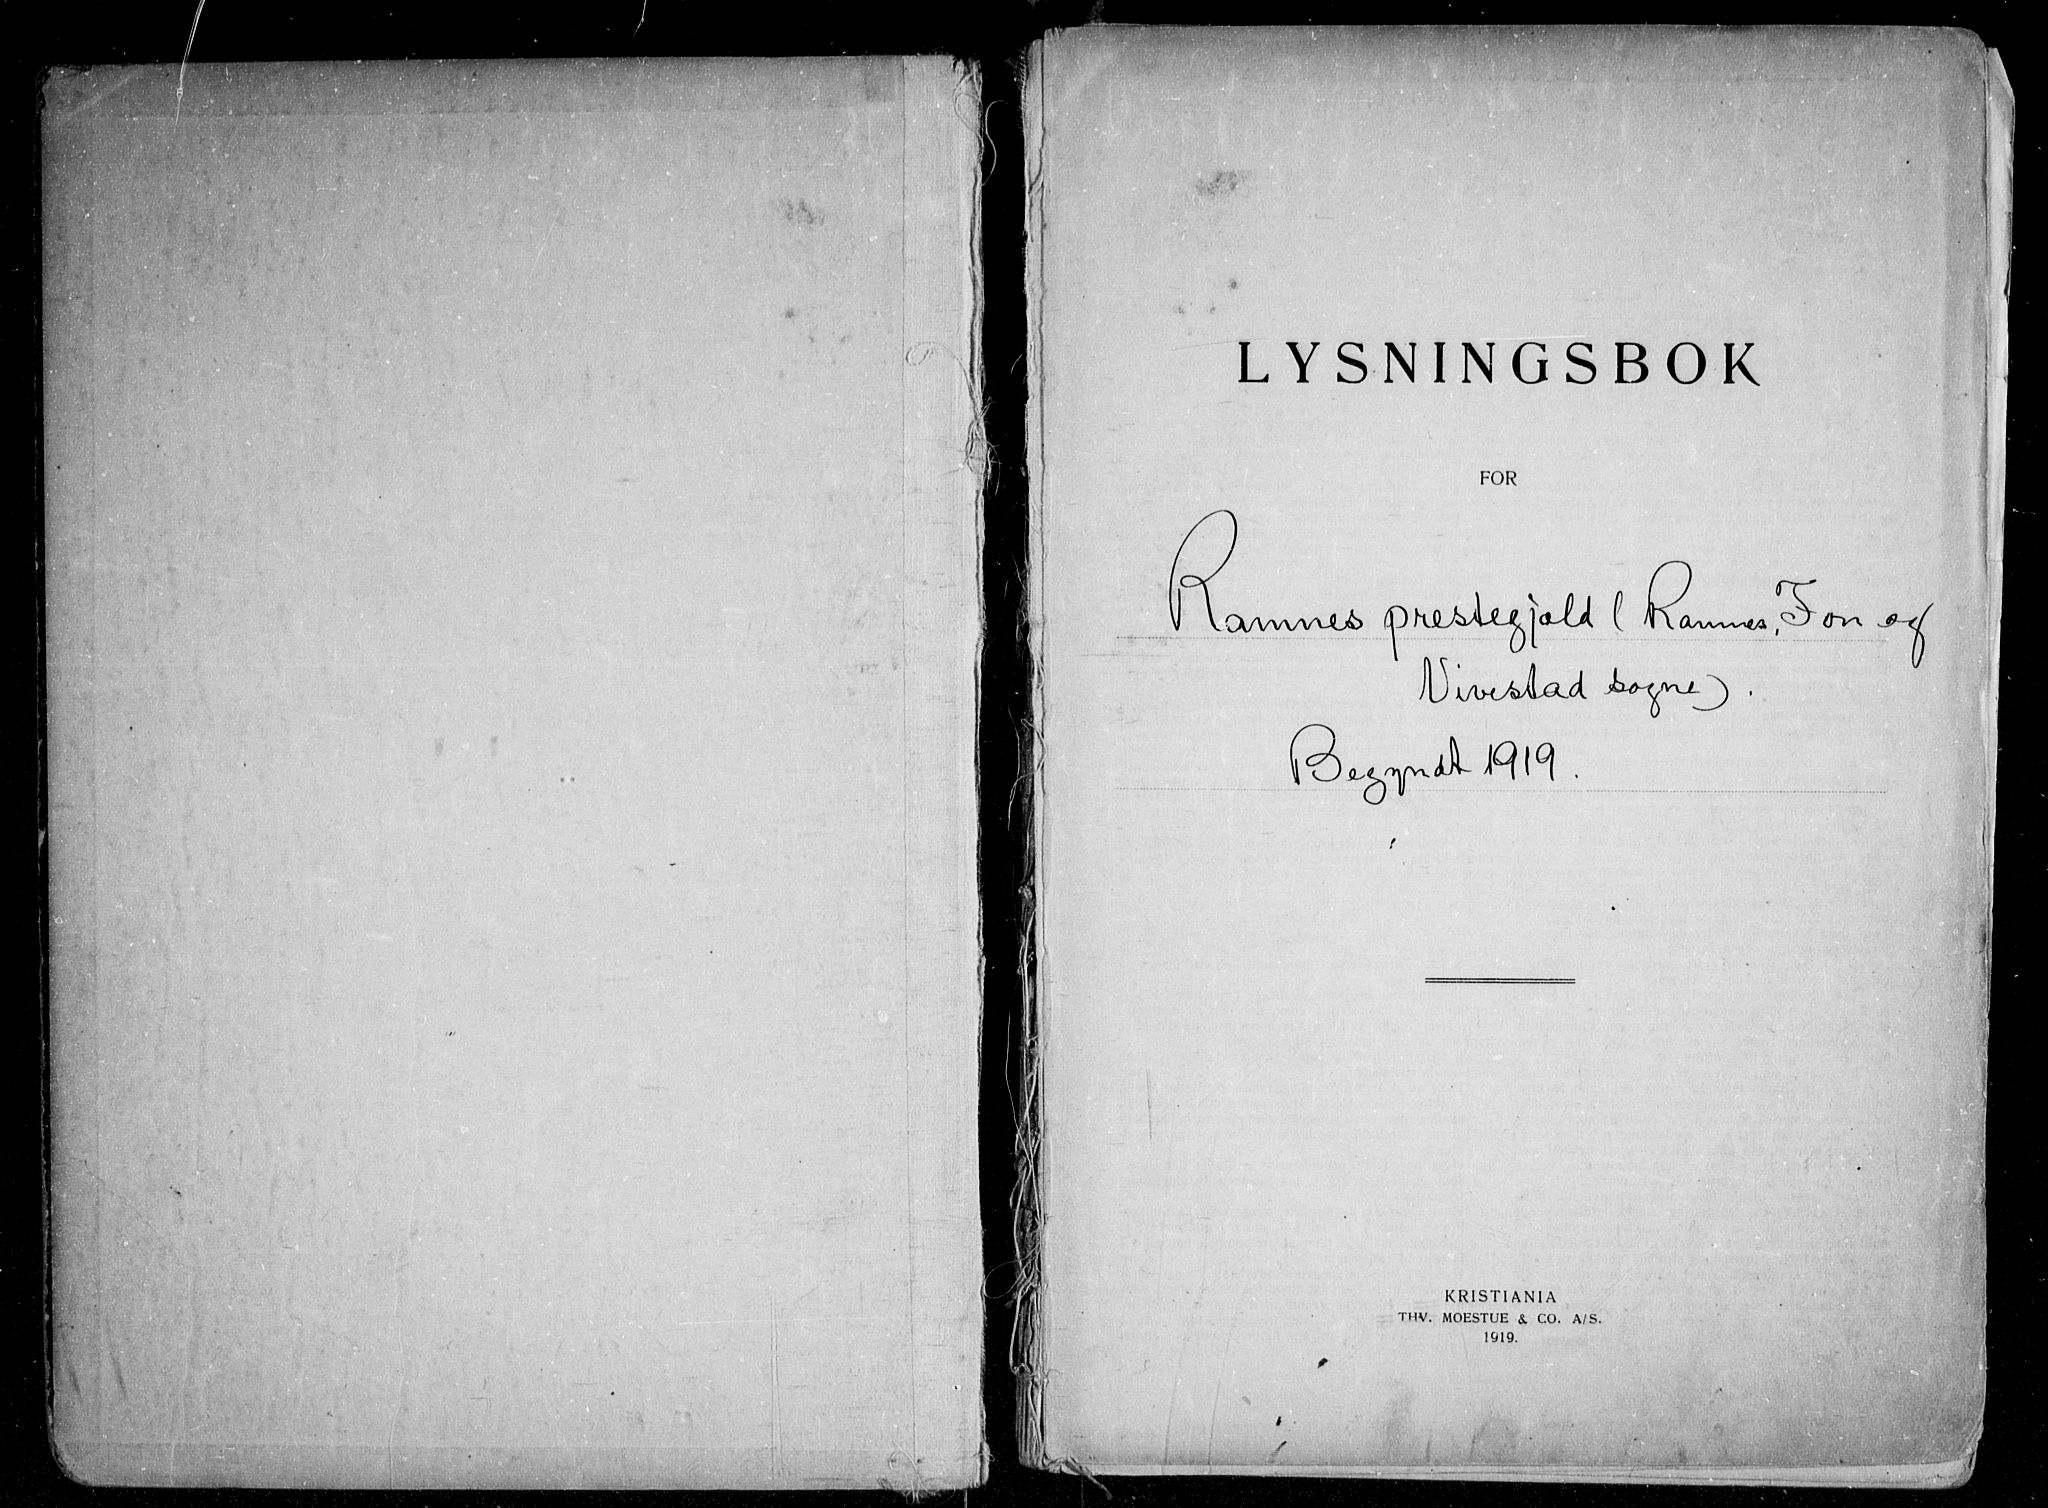 LYSNINGSBOK
FOR
Ramnes prestegjeld (Ramnes, Fon og
Vivestad sogne).
Begyndt 1919.
KRISTIANIA
THV. MOESTUE & CO. A/S.
1919.